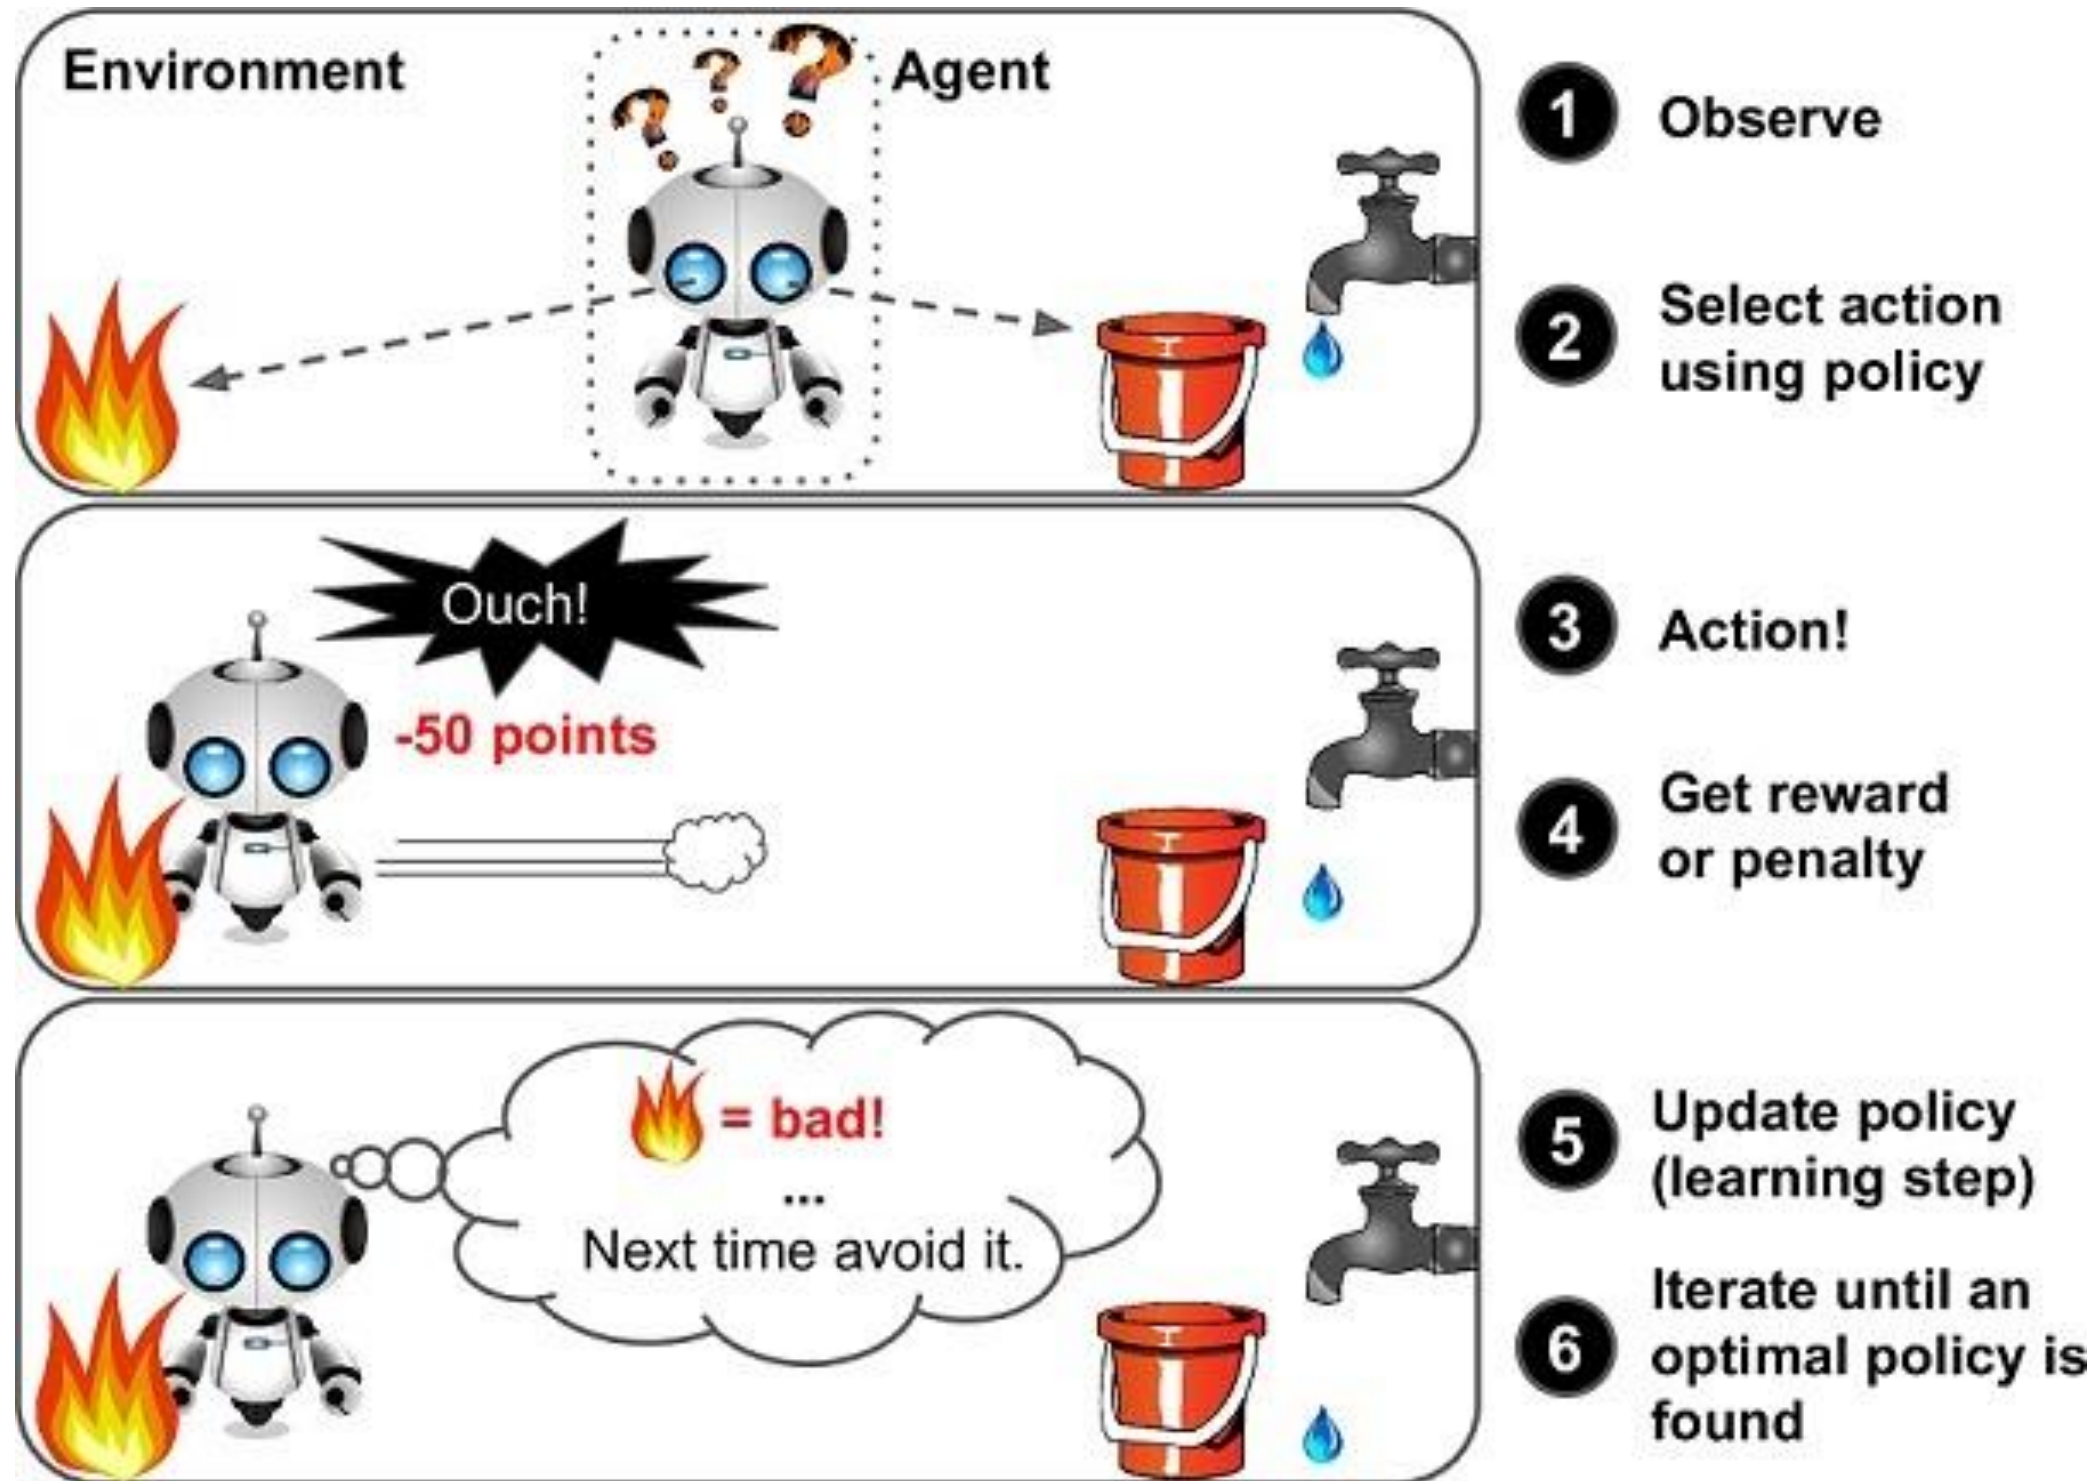 Environment
Agent
???
1 Observe
2 Select action
using policy
Ouch!
-50 points
3 Action!
4 Get reward
or penalty
= bad!
...
Next time avoid it.
5 Update policy
(learning step)
6 Iterate until an
optimal policy is
found